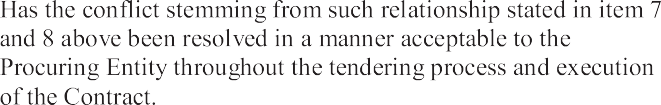 Has the conflict stemming from such relationship stated in item 7
and 8 above been resolved in a manner acceptable to the
Procuring Entity throughout the tendering process and execution
of the Contract.